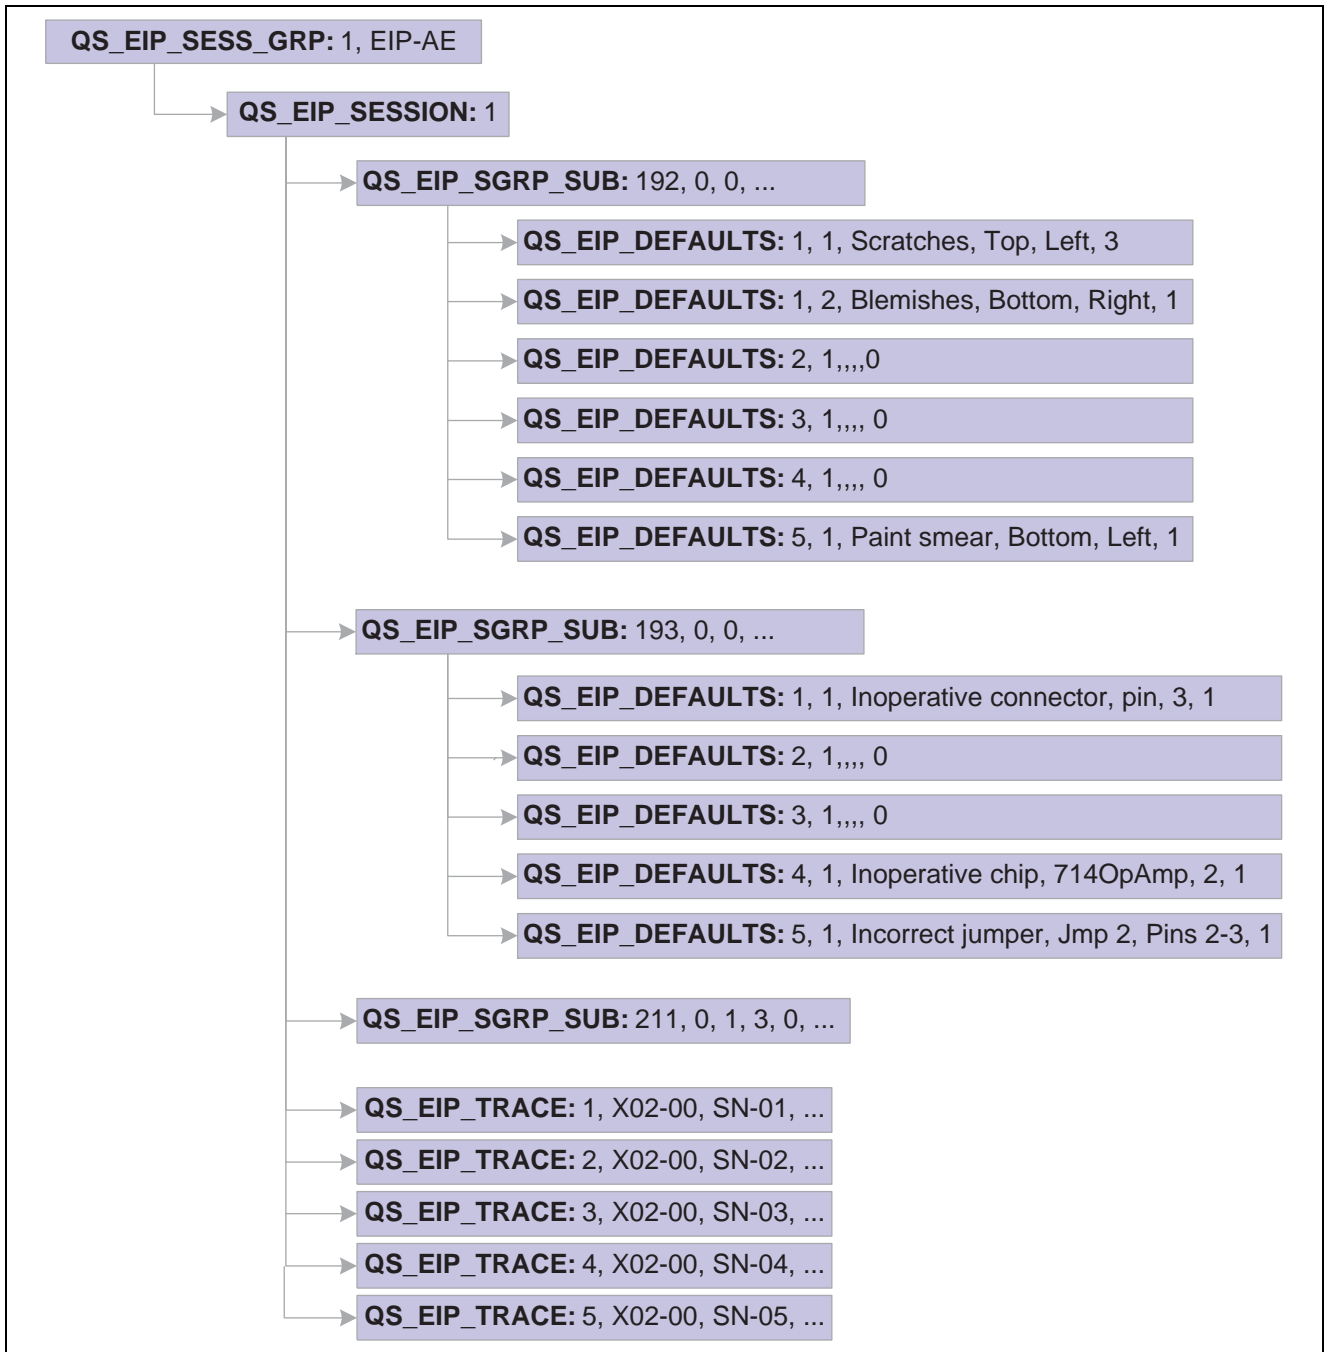 QS_EIP_SESS_GRP: 1, EIP-AE
QS_EIP_SESSION: 1
QS_EIP_SGRP_SUB: 192, 0, 0, ...
QS_EIP_DEFAULTS: 1, 1, Scratches, Top, Left, 3
QS_EIP_DEFAULTS: 1, 2, Blemishes, Bottom, Right, 1
QS_EIP_DEFAULTS: 2, 1,,,,0
QS_EIP_DEFAULTS: 3, 1,,,, 0
QS_EIP_DEFAULTS: 4, 1,,,, 0
QS_EIP_DEFAULTS: 5, 1, Paint smear, Bottom, Left, 1
QS_EIP_SGRP_SUB: 193, 0, 0, ...
QS_EIP_DEFAULTS: 1, 1, Inoperative connector, pin, 3, 1
QS_EIP_DEFAULTS: 2, 1,,,, 0
QS_EIP_DEFAULTS: 3, 1,,,, 0
QS_EIP_DEFAULTS: 4, 1, Inoperative chip, 714OpAmp, 2, 1
QS_EIP_DEFAULTS: 5, 1, Incorrect jumper, Jmp 2, Pins 2-3, 1
QS_EIP_SGRP_SUB: 211, 0, 1, 3, 0, ...
QS_EIP_TRACE: 1, X02-00, SN-01, ...
QS_EIP_TRACE: 2, X02-00, SN-02, ...
QS_EIP_TRACE: 3, X02-00, SN-03, ...
QS_EIP_TRACE: 4, X02-00, SN-04, ...
QS_EIP_TRACE: 5, X02-00, SN-05, ...